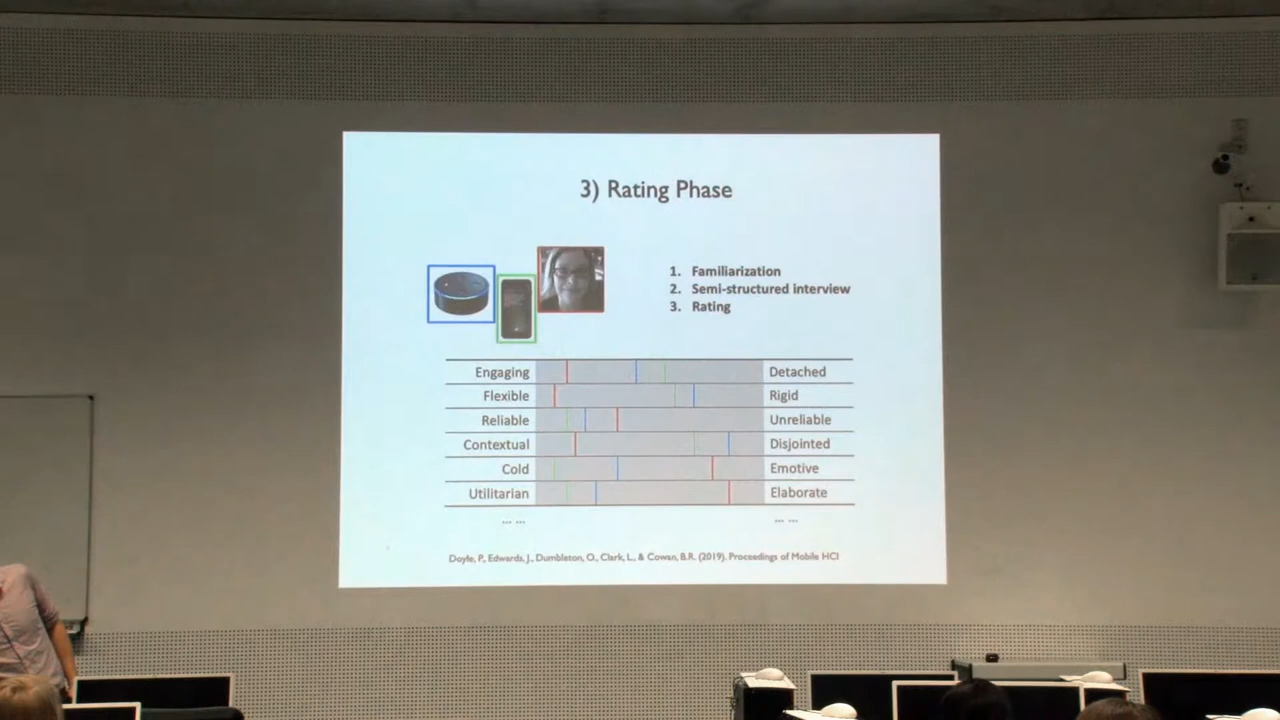 3) Rating Phase
1. Familiarization
2. Semi-structured interview
3. Rating
Engaging Detached
Flexible Rigid
Reliable Unreliable
Contextual Disjointed
Cold Emotive
Utilitarian Elaborate
... ... ... ...
Doyle, P., Edwards, J., Dumbleton, O., Clark, L., & Cowan, B.R. (2019). Proceedings of Mobile HCI